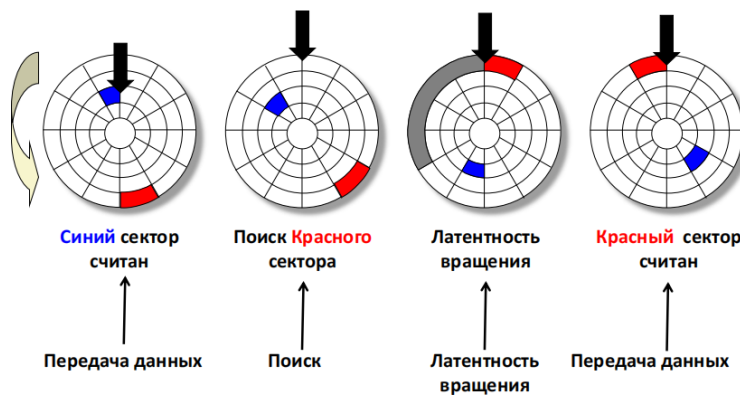 Синий сектор
считан
Поиск Красного
сектора
Латентность
вращения
Красный сектор
считан
Передача данных
Поиск
Латентность
вращения
Передача данных